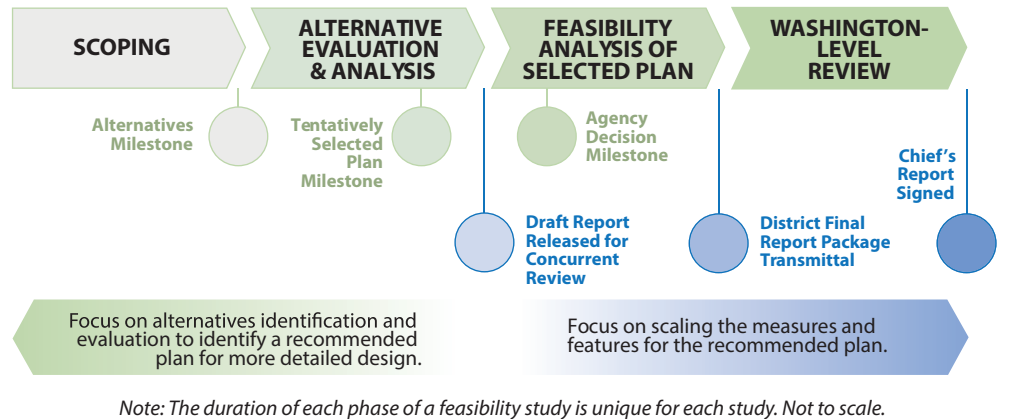 SCOPING
ALTERNATIVE
EVALUATION
& ANALYSIS
FEASIBILITY
ANALYSIS OF
SELECTED PLAN
WASHINGTON-
LEVEL
REVIEW
Alternatives
Milestone
Tentatively
Selected
Plan
Milestone
Agency
Decision
Milestone
Chief's
Report
Signed
Draft Report
Released for
Concurrent
Review
District Final
Report Package
Transmittal
Focus on alternatives identification and
evaluation to identify a recommended
plan for more detailed design.
Focus on scaling the measures and
features for the recommended plan.
Note: The duration of each phase of a feasibility study is unique for each study. Not to scale.